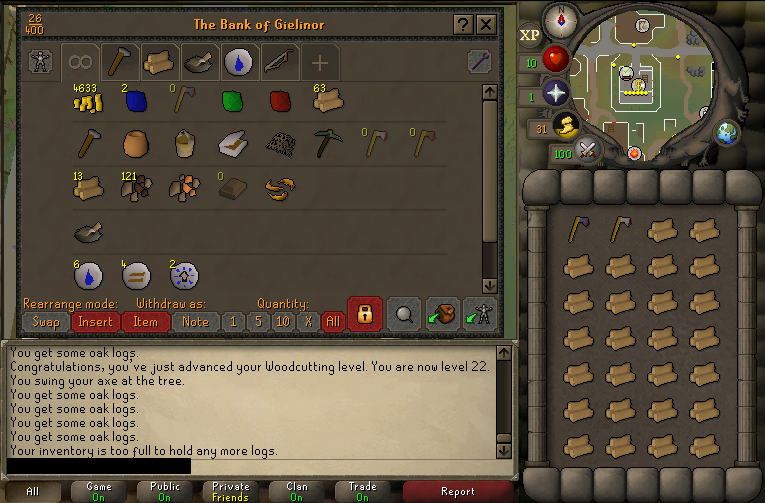 26
400
The Bank of Gielinor
?
XP
4633
2
0
63
10
1
0
0
31
100
13
121
0
6
4
2
Rearrange mode: Withdraw as: Quantity:
Swap Insert Item Note 1 5 10 X All
You get some oak logs.
Congratulations, you've just advanced your Woodcutting level. You are now level 22.
You swing your axe at the tree.
You get some oak logs.
You get some oak logs.
You get some oak logs.
You get some oak logs.
Your inventory is too full to hold any more logs.
All
Game
On
Public
On
Private
Friends
Clan
On
Trade
On
Report